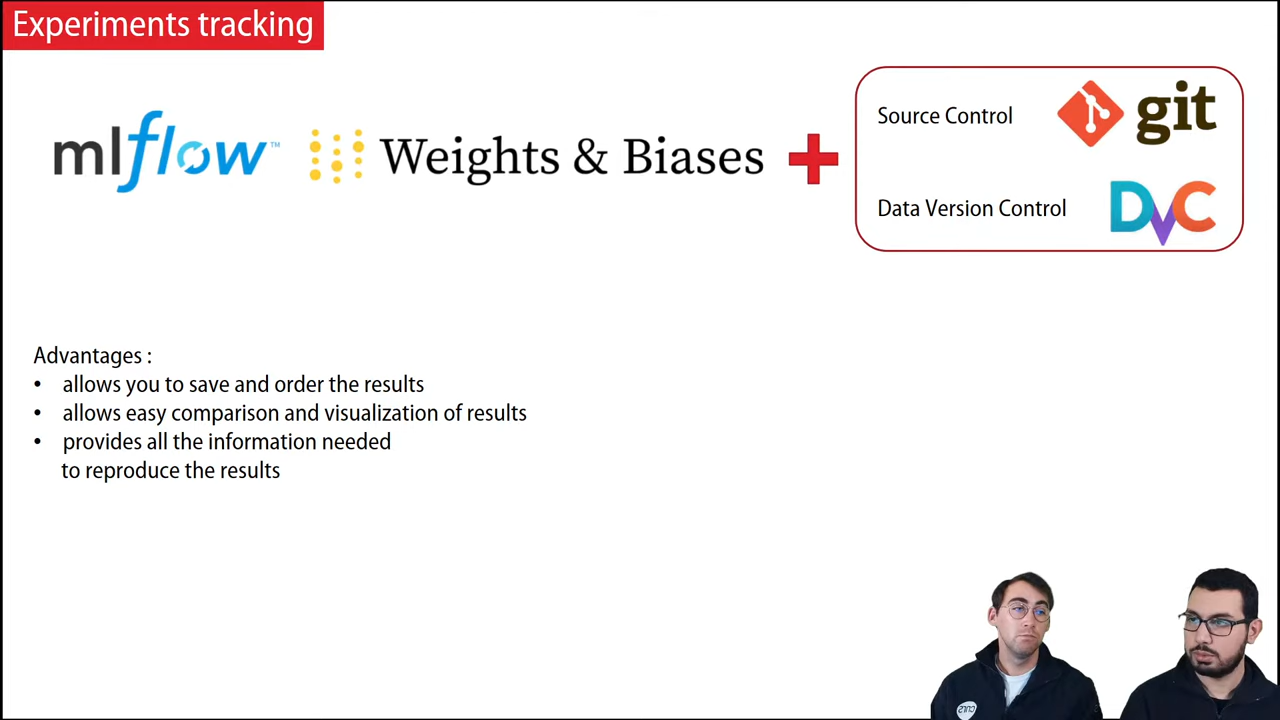 Experiments tracking
mlflow™
Weights & Biases
Source Control
git
Data Version Control
DVC
Advantages :
• allows you to save and order the results
• allows easy comparison and visualization of results
• provides all the information needed
to reproduce the results